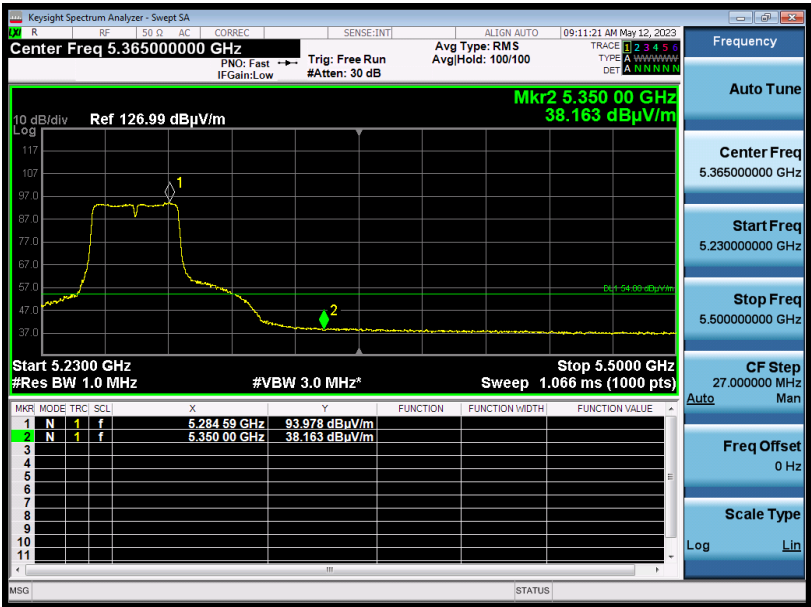 Keysight Spectrum Analyzer - Swept SA
LXI R RF 50 Ω AC CORREC SENSE:INT ALIGN AUTO 09:11:21 AM May 12, 2023
Center Freq 5.365000000 GHz
PNO: Fast
IFGain:Low
Trig: Free Run
#Atten: 30 dB
Avg Type: RMS
Avg|Hold: 100/100
TRACE 1 2 3 4 5 6
TYPE A WWWWW
DET A N N N N N
Mkr2 5.350 00 GHz
38.163 dBµV/m
10 dB/div Ref 126.99 dBµV/m
Log
117
107
97.0
87.0
77.0
67.0
57.0
47.0
37.0
1
2
DL1 54.00 dBµV/m
Start 5.2300 GHz Stop 5.5000 GHz
#Res BW 1.0 MHz #VBW 3.0 MHz* Sweep 1.066 ms (1000 pts)
MKR MODE TRC SCL X Y FUNCTION FUNCTION WIDTH FUNCTION VALUE
1 N 1 f 5.284 59 GHz 93.978 dBµV/m
2 N 1 f 5.350 00 GHz 38.163 dBµV/m
3
4
5
6
7
8
9
10
11
MSG STATUS
Frequency
Auto Tune
Center Freq
5.365000000 GHz
Start Freq
5.230000000 GHz
Stop Freq
5.500000000 GHz
CF Step
27.000000 MHz
Auto Man
Freq Offset
0 Hz
Scale Type
Log Lin